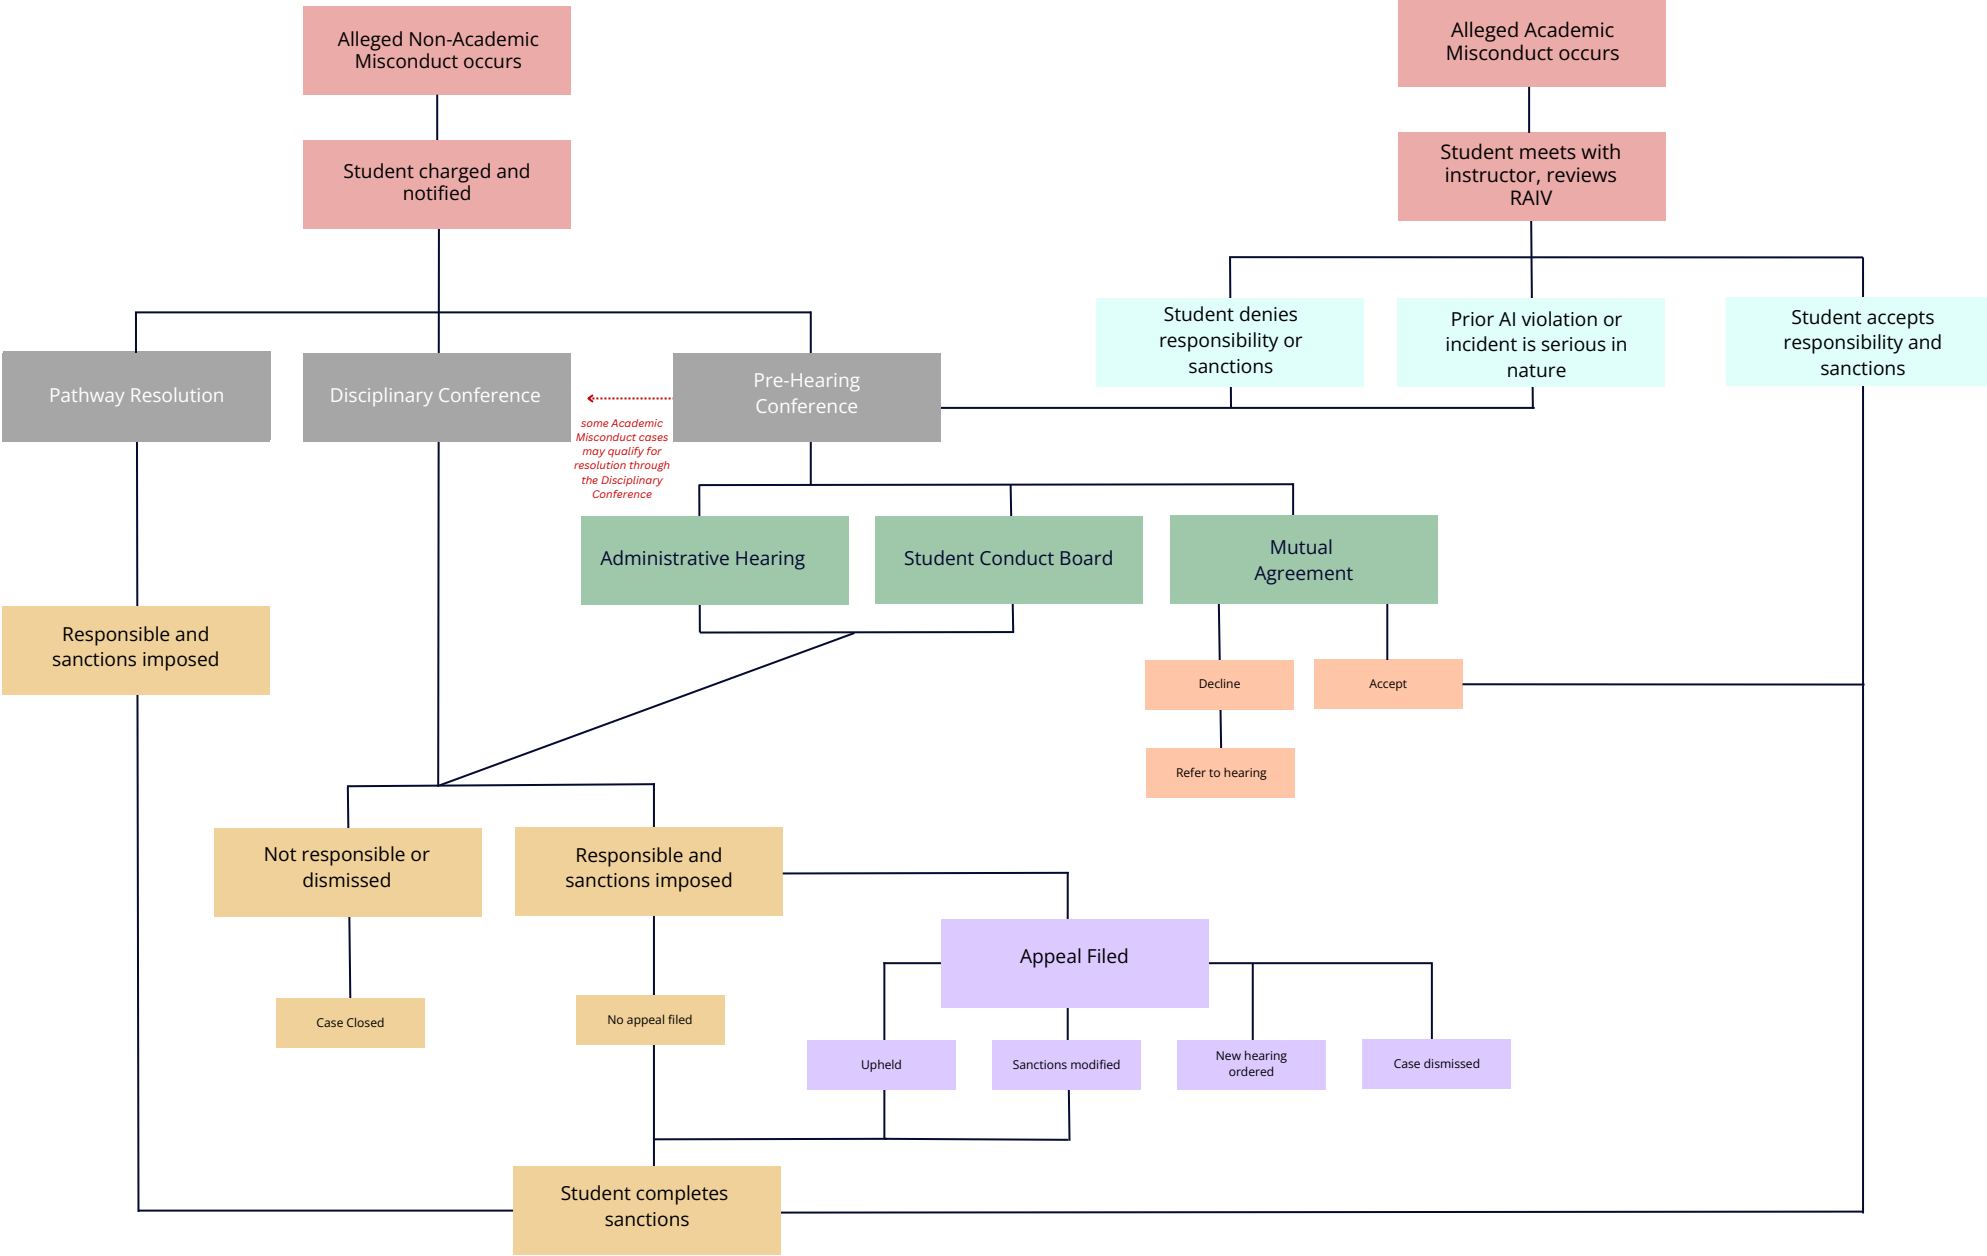 Alleged Non-Academic
Misconduct occurs
Alleged Academic
Misconduct occurs
Student charged and
notified
Student meets with
instructor, reviews
RAIV
Student denies
responsibility or
sanctions
Prior AI violation or
incident is serious in
nature
Student accepts
responsibility and
sanctions
Pathway Resolution
Disciplinary Conference
Pre-Hearing
Conference
some Academic
Misconduct cases
may qualify for
resolution through
the Disciplinary
Conference
Administrative Hearing
Student Conduct Board
Mutual
Agreement
Responsible and
sanctions imposed
Decline
Accept
Refer to hearing
Not responsible or
dismissed
Responsible and
sanctions imposed
Appeal Filed
Case Closed
No appeal filed
Upheld
Sanctions modified
New hearing
ordered
Case dismissed
Student completes
sanctions